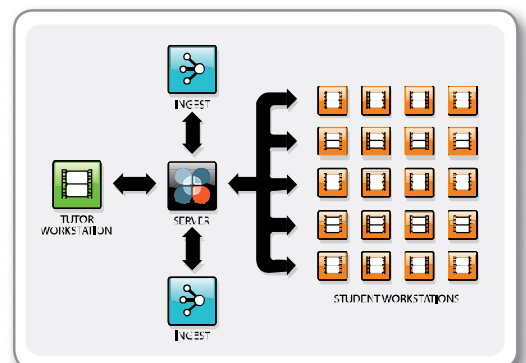 INGEST
TUTOR
WORKSTATION
SERVER
INGEST
STUDENT WORKSTATIONS